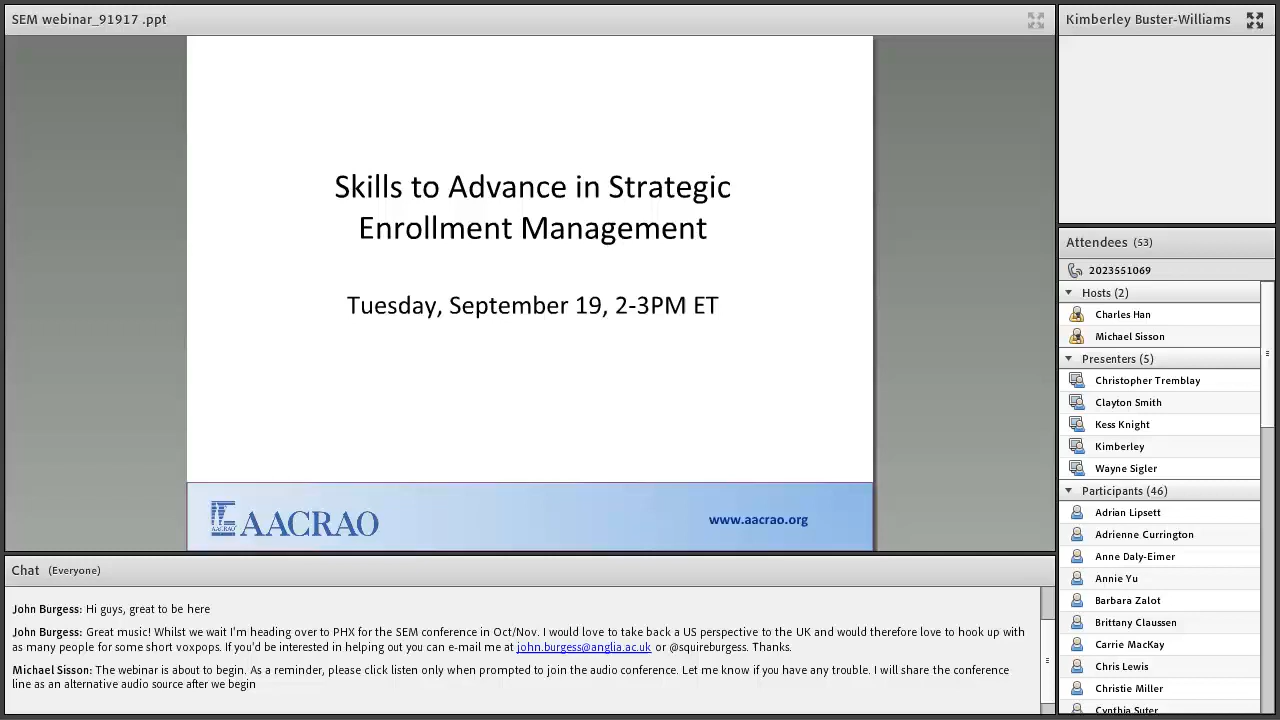 SEM webinar_91917 .ppt
Skills to Advance in Strategic
Enrollment Management
Tuesday, September 19, 2-3PM ET
AACRAO
AACRAO
www.aacrao.org
Chat (Everyone)
John Burgess: Hi guys, great to be here
John Burgess: Great music! Whilst we wait I'm heading over to PHX for the SEM conference in Oct/Nov. I would love to take back a US perspective to the UK and would therefore love to hook up with
as many people for some short voxpops. If you'd be interested in helping out you can e-mail me at john.burgess@anglia.ac.uk or @squireburgess. Thanks.
Michael Sisson: The webinar is about to begin. As a reminder, please click listen only when prompted to join the audio conference. Let me know if you have any trouble. I will share the conference
line as an alternative audio source after we begin
Kimberley Buster-Williams
Attendees (53)
2023551069
Hosts (2)
Charles Han
Michael Sisson
Presenters (5)
Christopher Tremblay
Clayton Smith
Kess Knight
Kimberley
Wayne Sigler
Participants (46)
Adrian Lipsett
Adrienne Currington
Anne Daly-Eimer
Annie Yu
Barbara Zalot
Brittany Claussen
Carrie MacKay
Chris Lewis
Christie Miller
Cynthia Suter